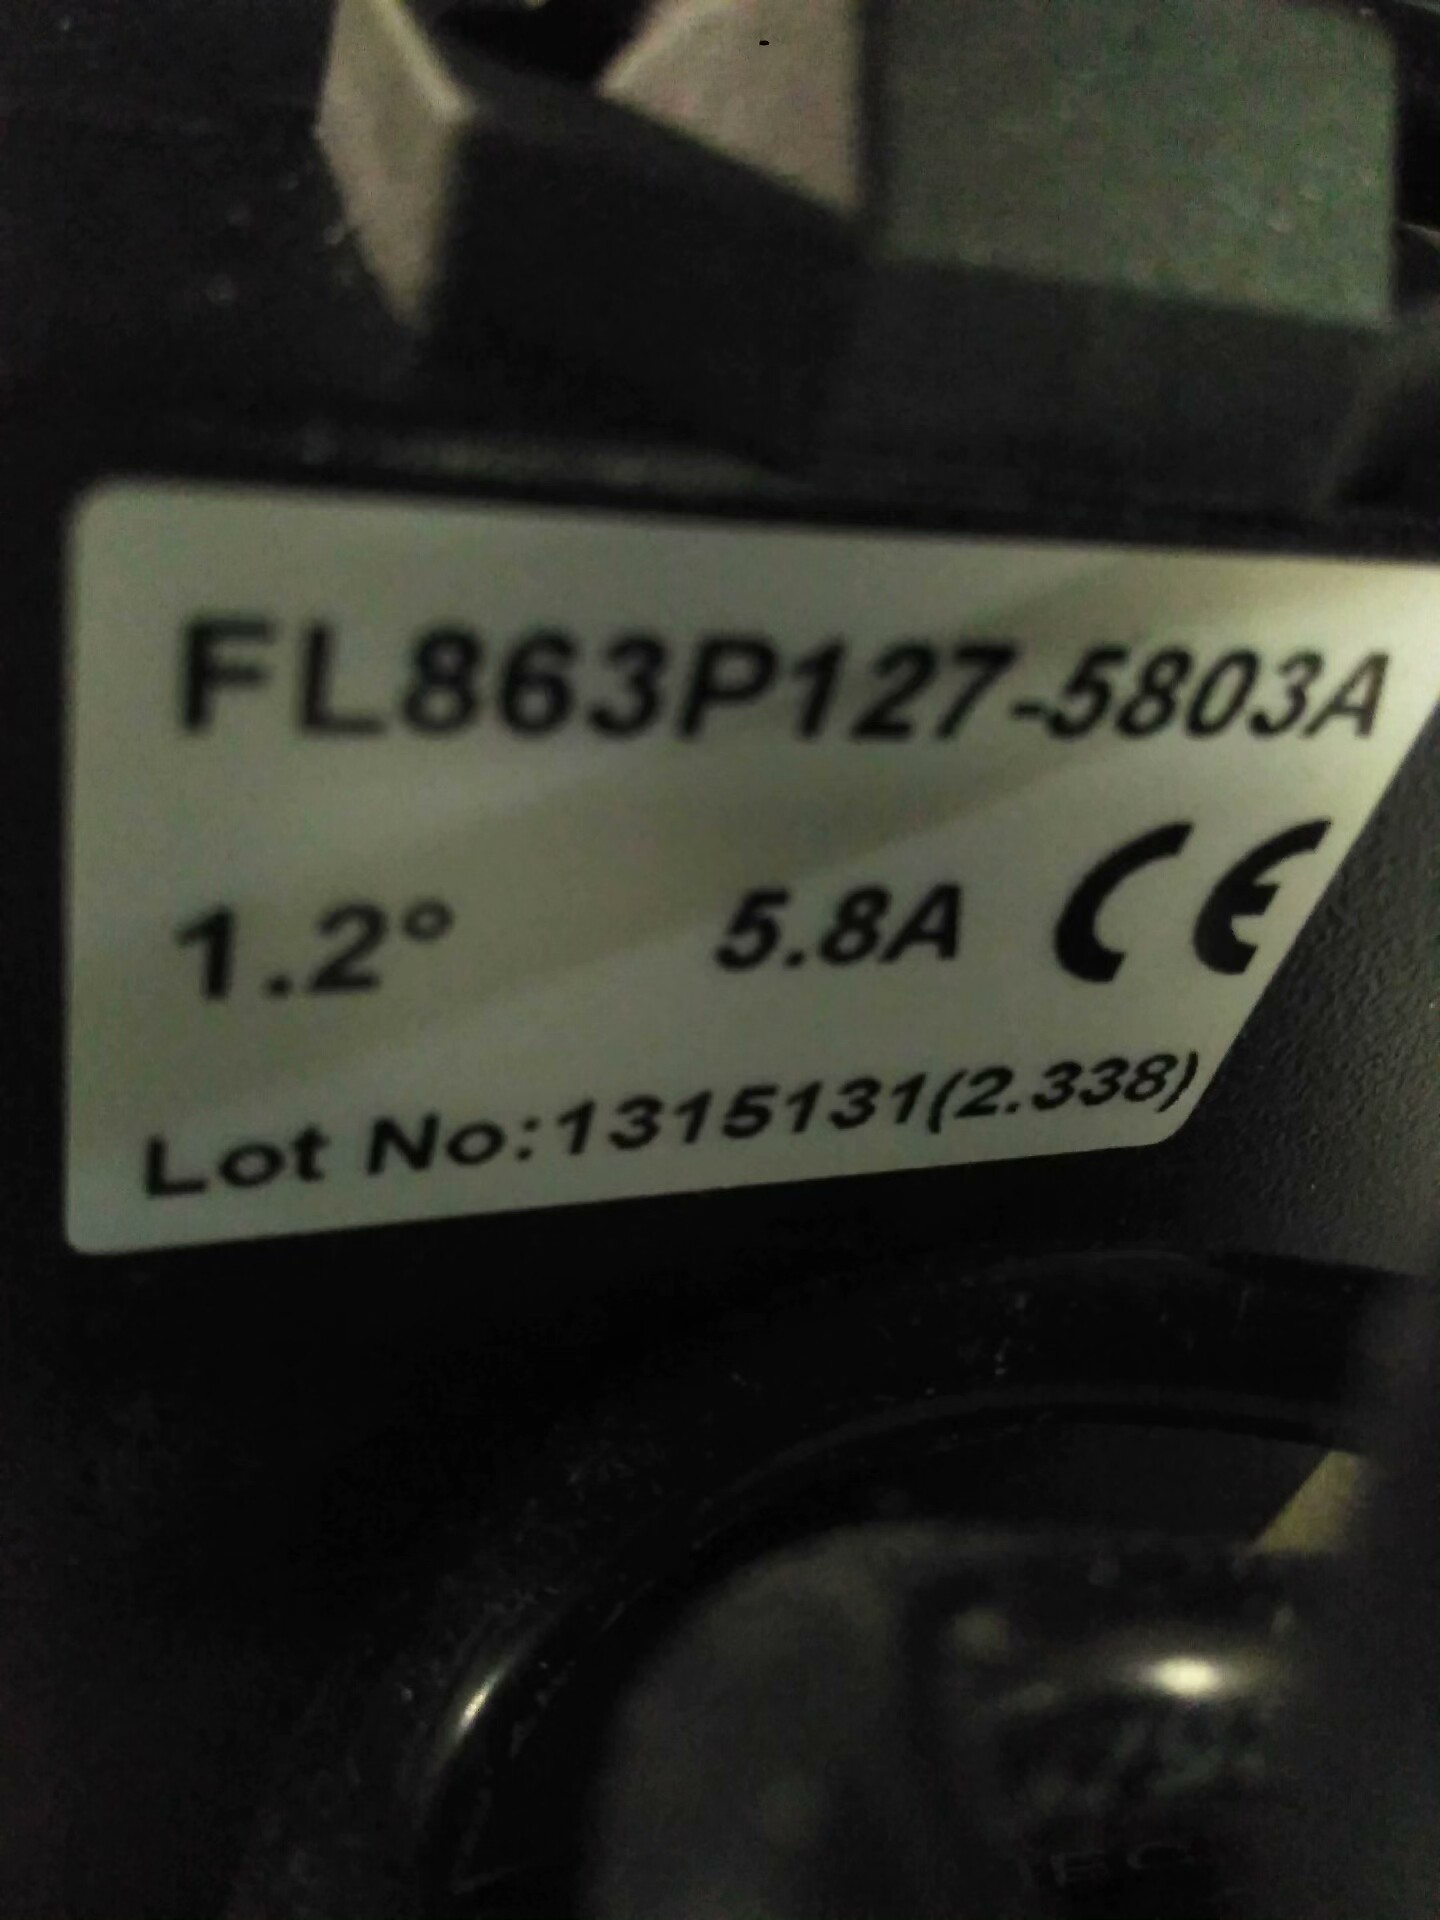 FL863P127-5803A
1.2° 5.8A CE
Lot No:1315131(2.338)